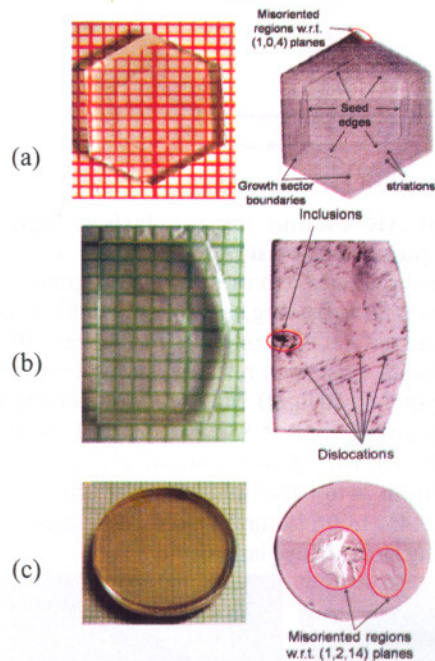 Misoriented
regions w.r.t.
(1,0,4) planes
(a)
Seed
edges
Growth sector
boundaries
striations
Inclusions
(b)
Dislocations
(c)
Misoriented regions
w.r.t. (1,2,14) planes